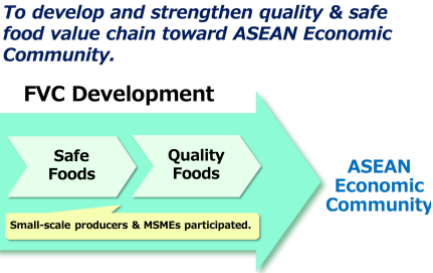 To develop and strengthen quality & safe
food value chain toward ASEAN Economic
Community.
FVC Development
Safe
Foods
Quality
Foods
Small-scale producers & MSMEs participated.
ASEAN
Economic
Community